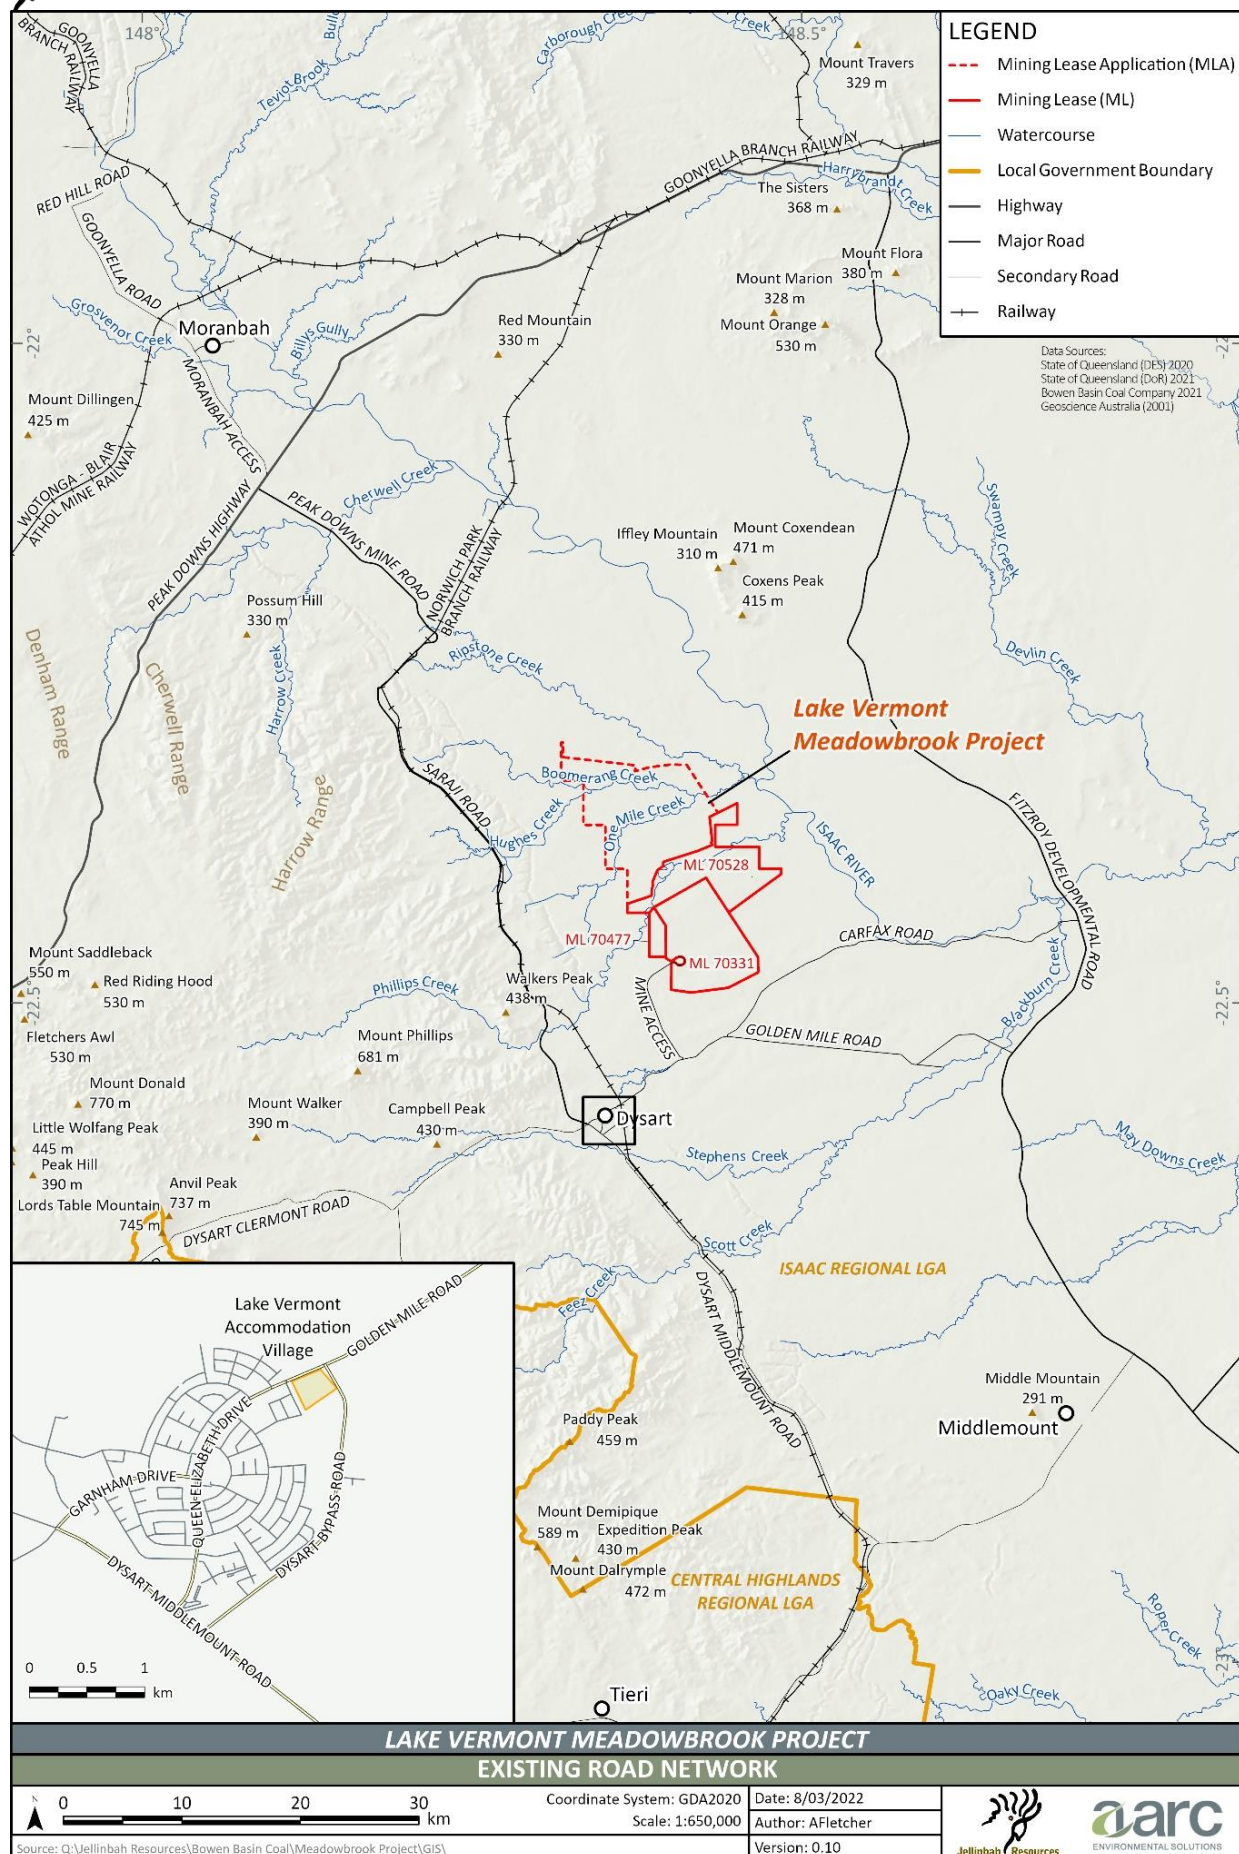 148°
148.5°
GOONYELLA
BRANCH RAILWAY
Teviot Brook
Carborough Creek
Creek
Mount Travers
329 m
LEGEND
Mining Lease Application (MLA)
Mining Lease (ML)
Watercourse
Local Government Boundary
Highway
Major Road
Secondary Road
Railway
Data Sources:
State of Queensland (DES) 2020
State of Queensland (DoR) 2021
Bowen Basin Coal Company 2021
Geoscience Australia (2001)
RED HILL ROAD
GOONYELLA ROAD
GOONYELLA BRANCH RAILWAY
Harrybrandt Creek
The Sisters
368 m
Mount Flora
380 m
Mount Marion
328 m
Mount Orange
530 m
-22°
Grosvenor Creek
Moranbah
Billys Gully
Red Mountain
330 m
Mount Dillingen
425 m
MORANBAH ACCESS
WOTONGA - BLAIR
ATHOL MINE RAILWAY
Cherwell Creek
PEAK DOWNS HIGHWAY
PEAK DOWNS MINE ROAD
NORWICH PARK
BRANCH RAILWAY
Swampy Creek
Iffley Mountain
310 m
Mount Coxendean
471 m
Coxens Peak
415 m
Possum Hill
330 m
Denham Range
Cherwell Range
Harrow Creek
Harrow Range
Ripstone Creek
Devlin Creek
Lake Vermont
Meadowbrook Project
SARAJI ROAD
Boomerang Creek
Hughes Creek
One Mile Creek
ISAAC RIVER
FITZROY DEVELOPMENTAL ROAD
ML 70528
ML 70477
ML 70331
CARFAX ROAD
Mount Saddleback
550 m
Red Riding Hood
530 m
-22.5°
-22.5°
Fletchers Awl
530 m
Phillips Creek
Walkers Peak
438 m
MINE ACCESS
GOLDEN MILE ROAD
Blackburn Creek
Mount Phillips
681 m
Mount Donald
770 m
Mount Walker
390 m
Campbell Peak
430 m
Dysart
Little Wolfang Peak
445 m
Peak Hill
390 m
Anvil Peak
737 m
Lords Table Mountain
745 m
DYSART CLERMONT ROAD
Stephens Creek
May Downs Creek
Scott Creek
Feez Creek
ISAAC REGIONAL LGA
DYSART MIDDLEMOUNT ROAD
Middle Mountain
291 m
Middlemount
Paddy Peak
459 m
Mount Demipique
589 m
Expedition Peak
430 m
Mount Dalrymple
472 m
CENTRAL HIGHLANDS
REGIONAL LGA
Roper Creek
-23°
Oaky Creek
Tieri
Lake Vermont
Accommodation
Village
GOLDEN MILE ROAD
QUEEN ELIZABETH DRIVE
GARNHAM DRIVE
DYSART BYPASS ROAD
DYSART MIDDLEMOUNT ROAD
0 0.5 1
km
LAKE VERMONT MEADOWBROOK PROJECT
EXISTING ROAD NETWORK
N
0 10 20 30
km
Coordinate System: GDA2020
Scale: 1:650,000
Date: 8/03/2022
Author: AFletcher
Version: 0.10
Source: Q:\Jellinbah Resources\Bowen Basin Coal\Meadowbrook Project\GIS\
Jellinbah Resources
aarc
ENVIRONMENTAL SOLUTIONS